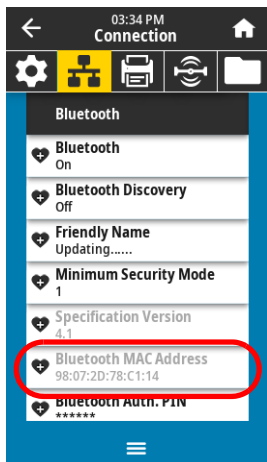 03:34 PM
Connection
Bluetooth
Bluetooth
On
Bluetooth Discovery
Off
Friendly Name
Updating......
Minimum Security Mode
1
Specification Version
4.1
Bluetooth MAC Address
98:07:2D:78:C1:14
Bluetooth Auth. PIN
******